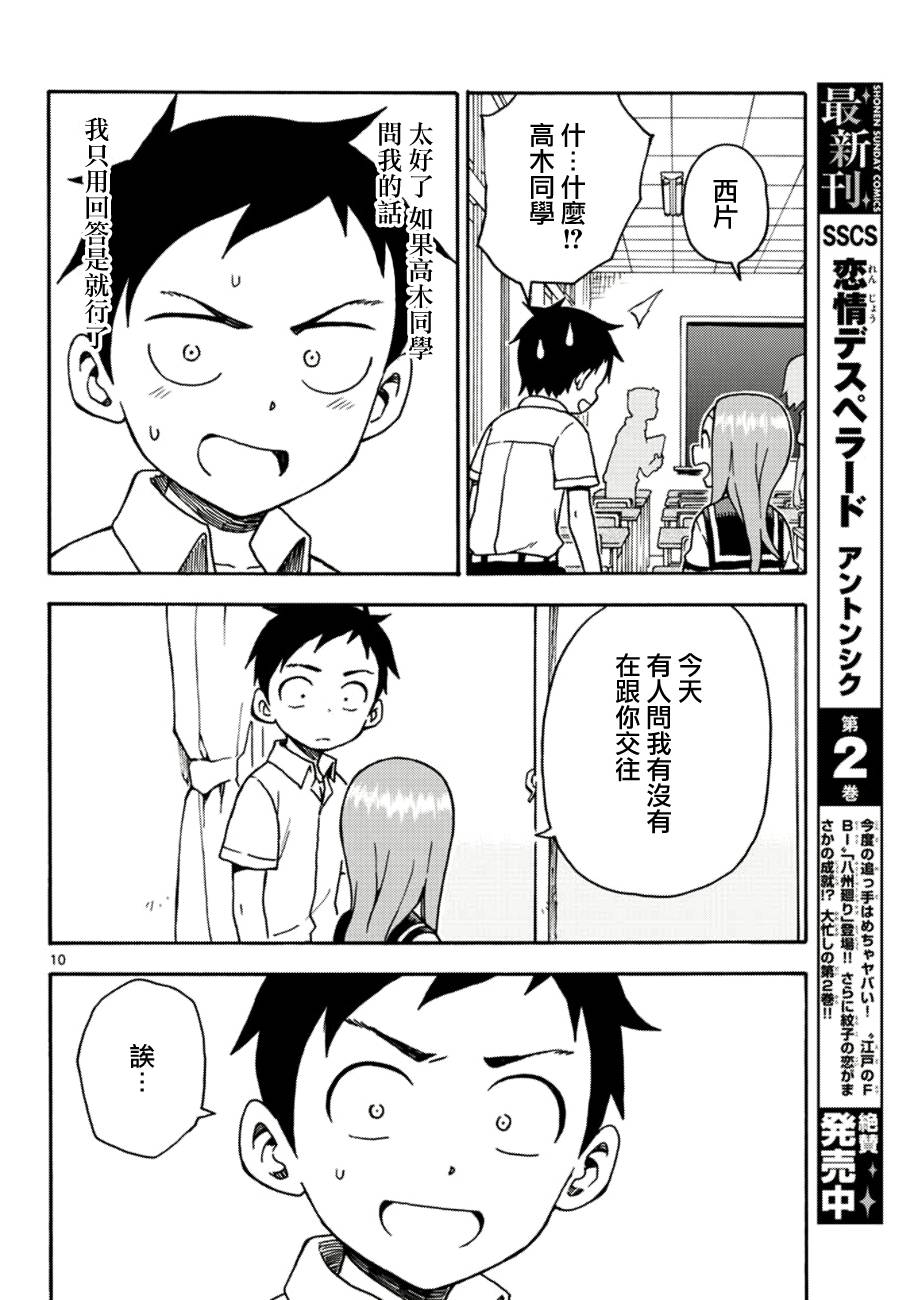 西片
什…什麼!?
高木同學
太好了 如果高木同學
問我的話
我只用回答是就行了
今天
有人問我有沒有
在跟你交往
10
誒…
SHONEN SUNDAY COMICS
最新刊
SSCS
恋情デスペラード アントンシク
れん じょう
第2巻
今度の追っ手はめちゃヤバい! 〝江戸のF
BI〟「八州廻り」登場!! さらに紋子の恋がま
さかの成就!? 大忙しの第2巻!!
絶賛
発売中